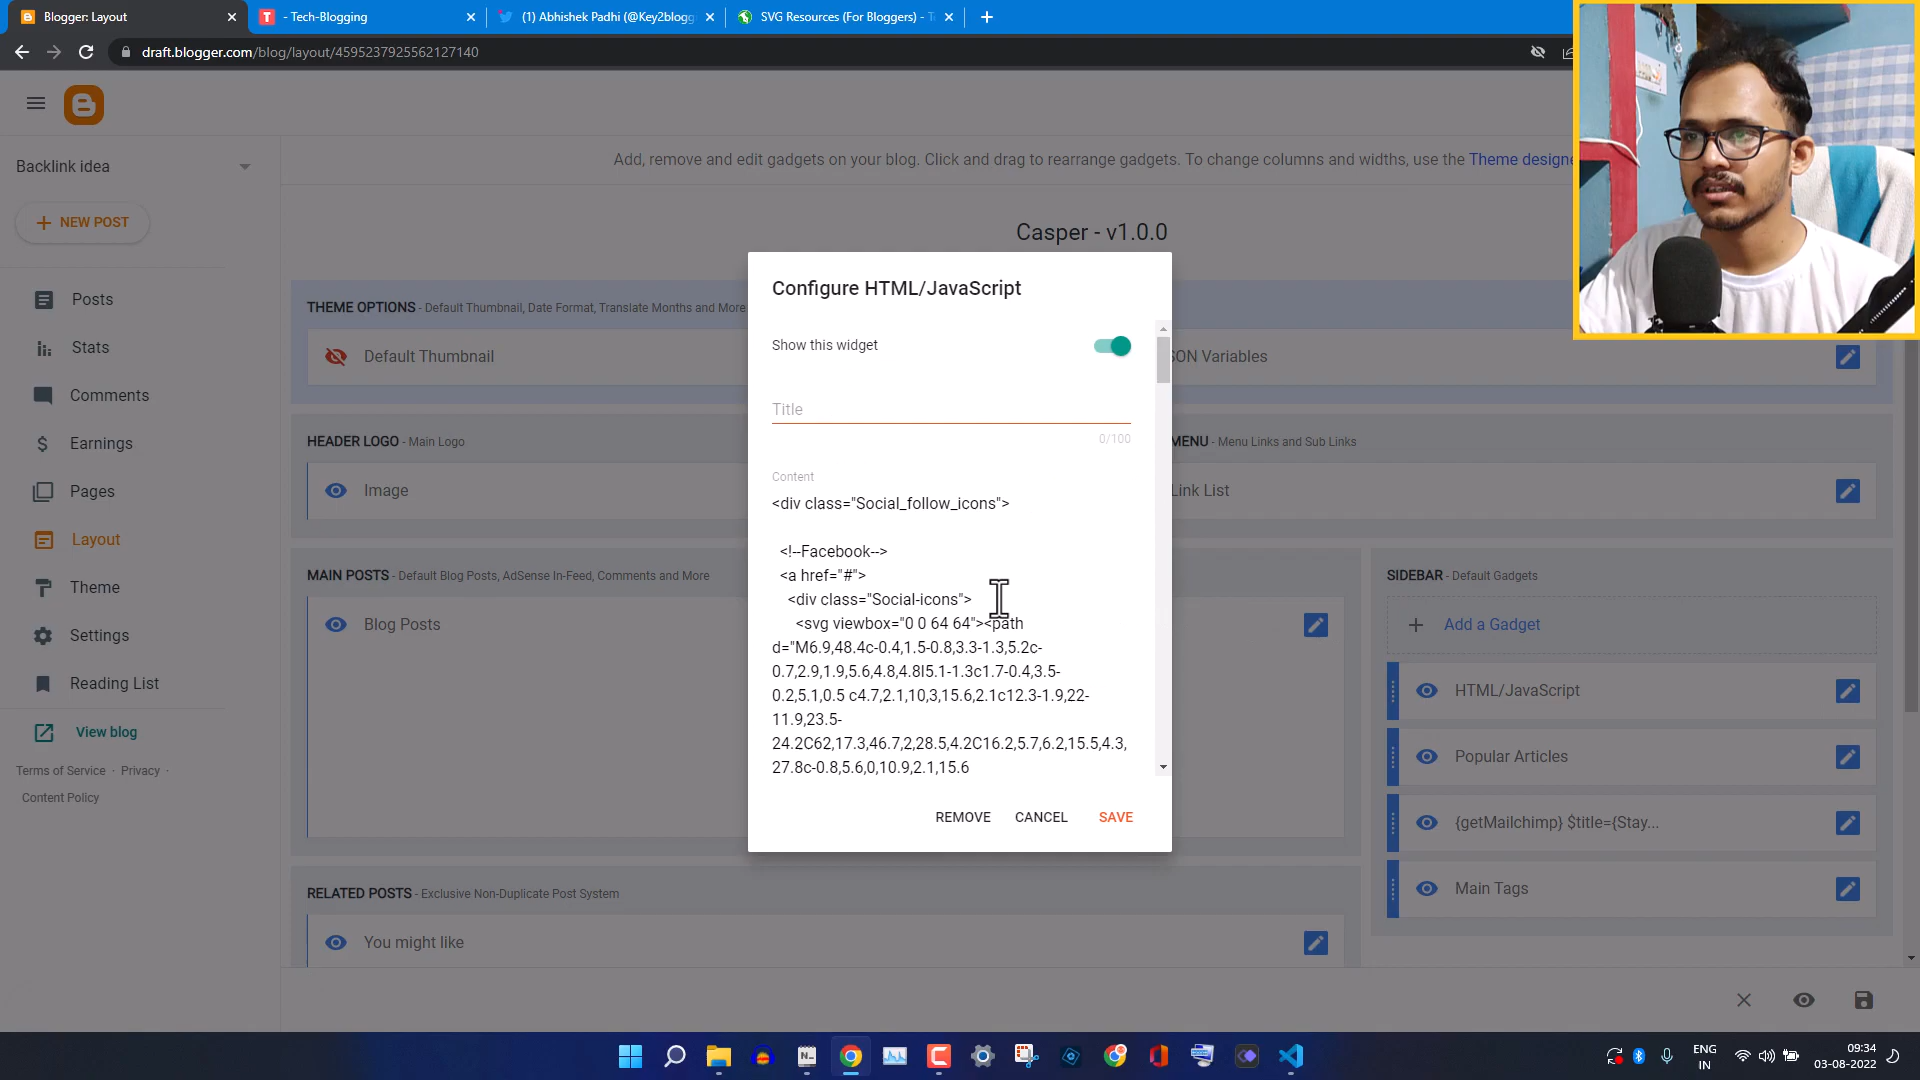 Blogger: Layout
- Tech-Blogging
(1) Abhishek Padhi (@Key2blogg
SVG Resources (For Bloggers) - T
draft.blogger.com/blog/layout/4595237925562127140
Backlink idea
NEW POST
Posts
Stats
Comments
Earnings
Pages
Layout
Theme
Settings
Reading List
View blog
Terms of Service · Privacy ·
Content Policy
Add, remove and edit gadgets on your blog. Click and drag to rearrange gadgets. To change columns and widths, use the Theme designe
Casper - v1.0.0
THEME OPTIONS - Default Thumbnail, Date Format, Translate Months and More
Default Thumbnail
SON Variables
HEADER LOGO - Main Logo
Image
MENU - Menu Links and Sub Links
Link List
MAIN POSTS - Default Blog Posts, AdSense In-Feed, Comments and More
Blog Posts
RELATED POSTS - Exclusive Non-Duplicate Post System
You might like
SIDEBAR - Default Gadgets
Add a Gadget
HTML/JavaScript
Popular Articles
{getMailchimp} $title={Stay...
Main Tags
Configure HTML/JavaScript
Show this widget
Title
0/100
Content
<div class="Social_follow_icons">
<!--Facebook-->
<a href="#">
<div class="Social-icons">
<svg viewbox="0 0 64 64"><path
d="M6.9,48.4c-0.4,1.5-0.8,3.3-1.3,5.2c-
0.7,2.9,1.9,5.6,4.8,4.8l5.1-1.3c1.7-0.4,3.5-
0.2,5.1,0.5 c4.7,2.1,10,3,15.6,2.1c12.3-1.9,22-
11.9,23.5-
24.2C62,17.3,46.7,2,28.5,4.2C16.2,5.7,6.2,15.5,4.3,
27.8c-0.8,5.6,0,10.9,2.1,15.6
REMOVE
CANCEL
SAVE
ENG
IN
09:34
03-08-2022